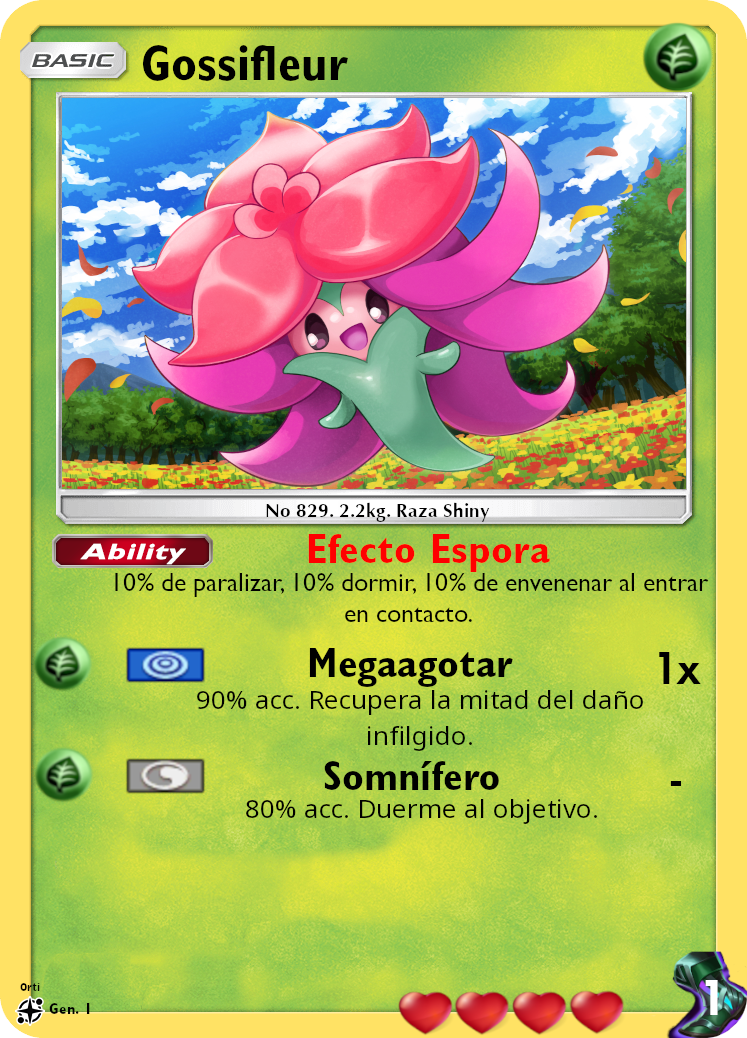 BASIC Gossifleur
No 829. 2.2kg. Raza Shiny
Ability Efecto Espora
10% de paralizar, 10% dormir, 10% de envenenar al entrar
en contacto.
Megaagotar 1x
90% acc. Recupera la mitad del daño
infilgido.
Somnífero -
80% acc. Duerme al objetivo.
Orti
Gen. 1
1